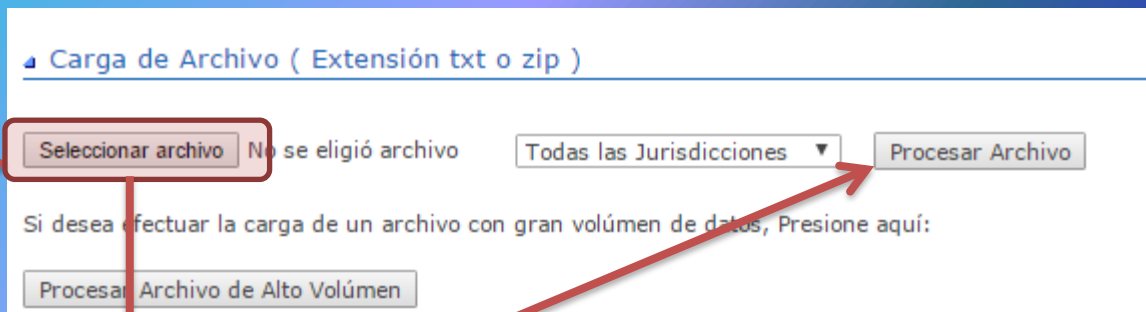 Carga de Archivo ( Extensión txt o zip )
Seleccionar archivo No se eligió archivo Todas las Jurisdicciones Procesar Archivo
Si desea efectuar la carga de un archivo con gran volúmen de datos, Presione aquí:
Procesar Archivo de Alto Volúmen